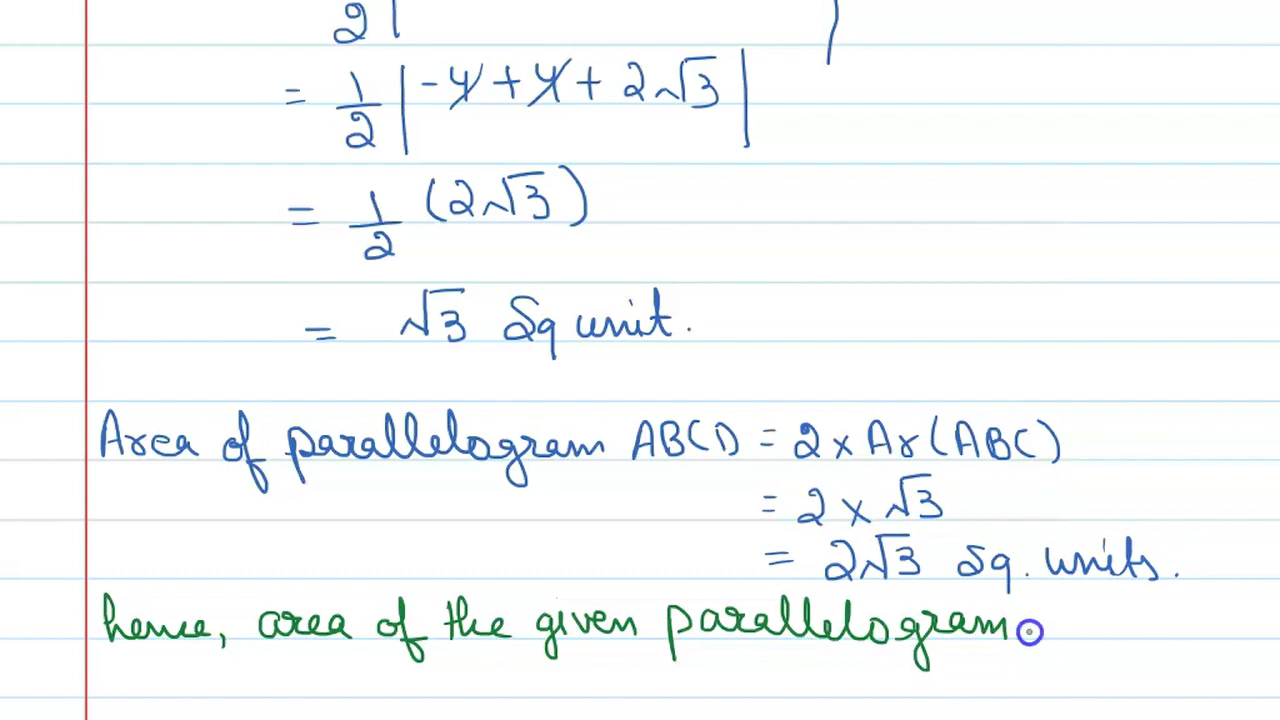 2|
= 1/2 |-4 + 4 + 2√3|
= 1/2 (2√3)
= √3 Sq unit.
Area of parallelogram ABCD = 2 x Ar(ABC)
= 2 x √3
= 2√3 Sq. units.
hence, area of the given parallelogram